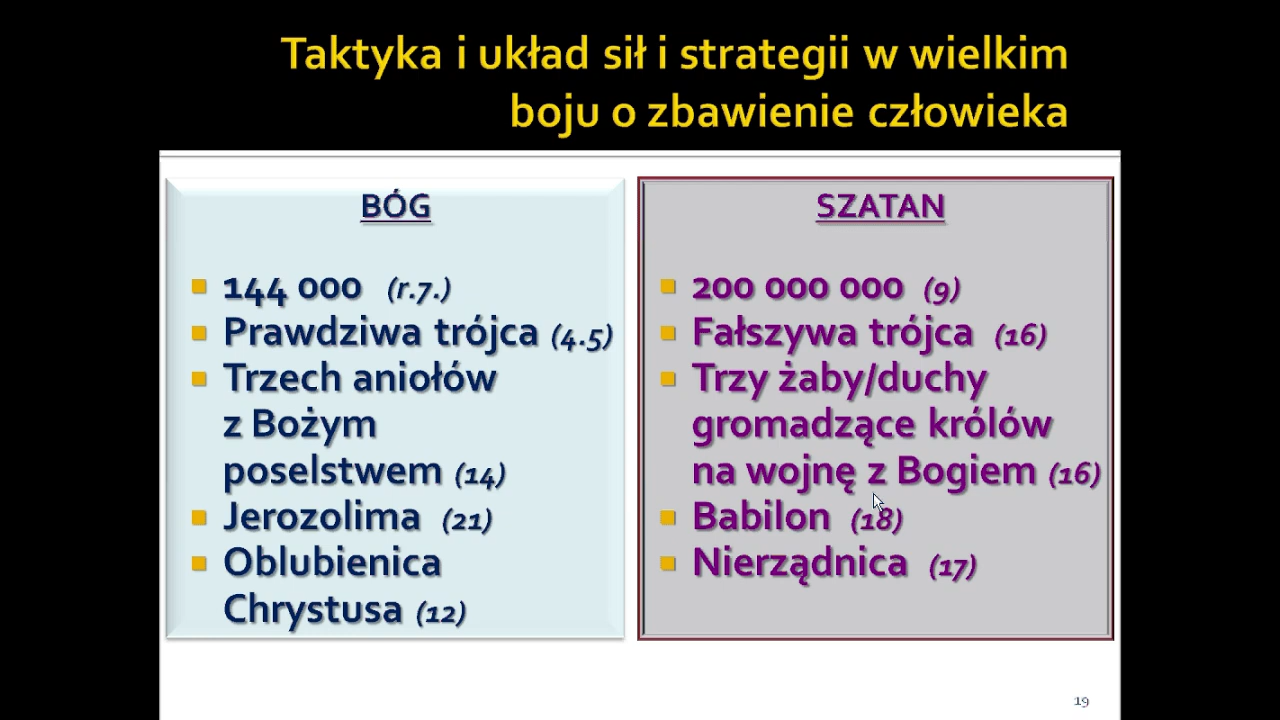 Taktyka i układ sił i strategii w wielkim
boju o zbawienie człowieka
BÓG
144 000 (r.7.)
Prawdziwa trójca (4.5)
Trzech aniołów
z Bożym
poselstwem (14)
Jerozolima (21)
Oblubienica
Chrystusa (12)
SZATAN
200 000 000 (9)
Fałszywa trójca (16)
Trzy żaby/duchy
gromadzące królów
na wojnę z Bogiem (16)
Babilon (18)
Nierządnica (17)
19